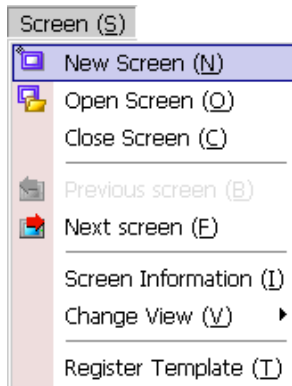 Screen (S)
New Screen (N)
Open Screen (O)
Close Screen (C)
Previous screen (B)
Next screen (F)
Screen Information (I)
Change View (V)
Register Template (T)